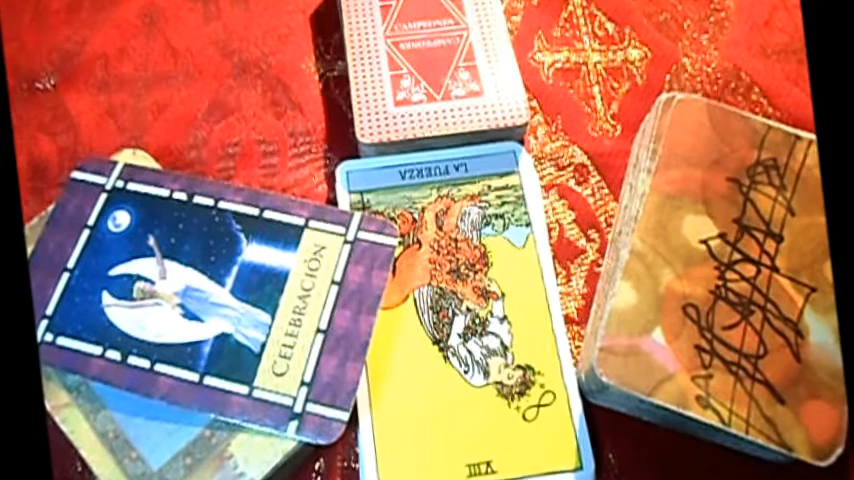 CAMPEONES
CAMPEONES
LA FUERZA
CELEBRACIÓN
VIII